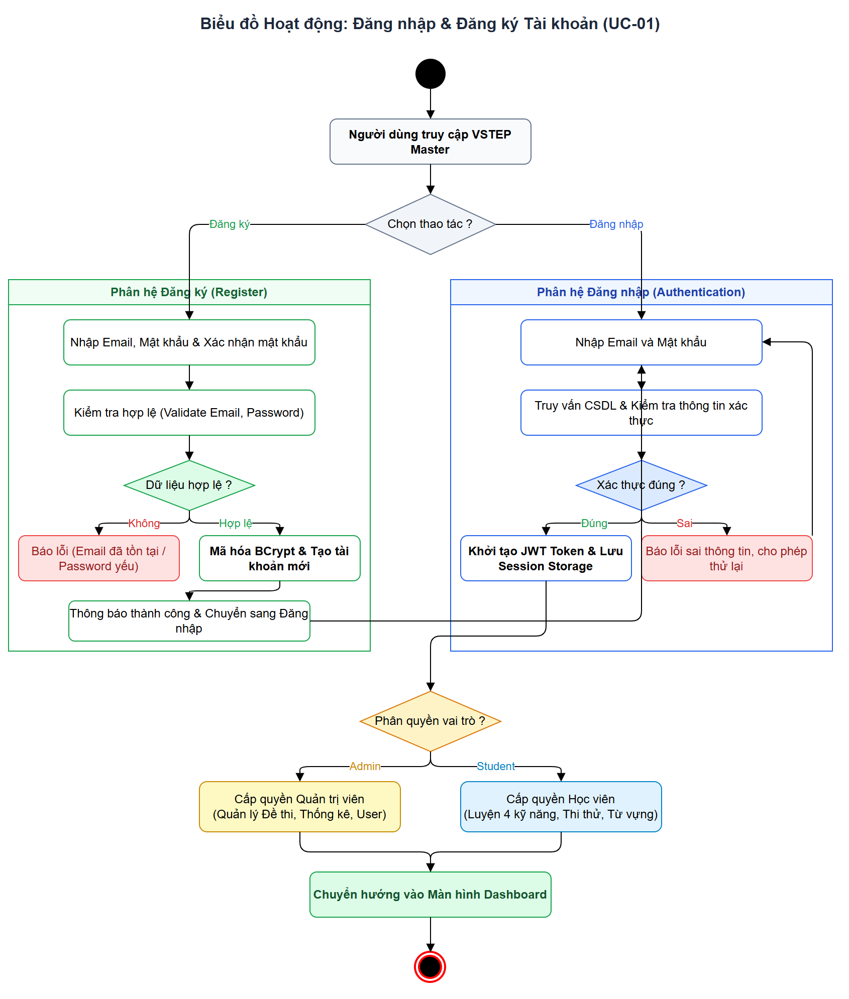 Biểu đồ Hoạt động: Đăng nhập & Đăng ký Tài khoản (UC-01)
Người dùng truy cập VSTEP
Master
Chọn thao tác ?
Đăng ký
Đăng nhập
Phân hệ Đăng ký (Register)
Nhập Email, Mật khẩu & Xác nhận mật khẩu
Kiểm tra hợp lệ (Validate Email, Password)
Dữ liệu hợp lệ ?
Không
Hợp lệ
Báo lỗi (Email đã tồn tại /
Password yếu)
Mã hóa BCrypt & Tạo tài
khoản mới
Thông báo thành công & Chuyển sang Đăng
nhập
Phân hệ Đăng nhập (Authentication)
Nhập Email và Mật khẩu
Truy vấn CSDL & Kiểm tra thông tin xác
thực
Xác thực đúng ?
Đúng
Sai
Khởi tạo JWT Token & Lưu
Session Storage
Báo lỗi sai thông tin, cho phép
thử lại
Phân quyền vai trò ?
Admin
Student
Cấp quyền Quản trị viên
(Quản lý Đề thi, Thống kê, User)
Cấp quyền Học viên
(Luyện 4 kỹ năng, Thi thử, Từ vựng)
Chuyển hướng vào Màn hình Dashboard